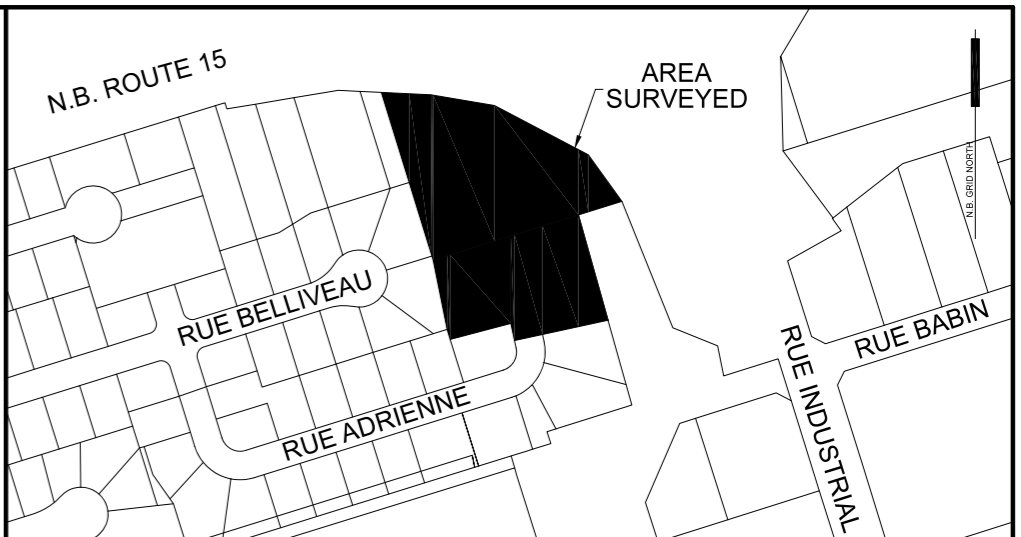 N.B. ROUTE 15
AREA
SURVEYED
N.B. GRID NORTH
RUE BELLIVEAU
RUE BABIN
RUE INDUSTRIAL
RUE ADRIENNE